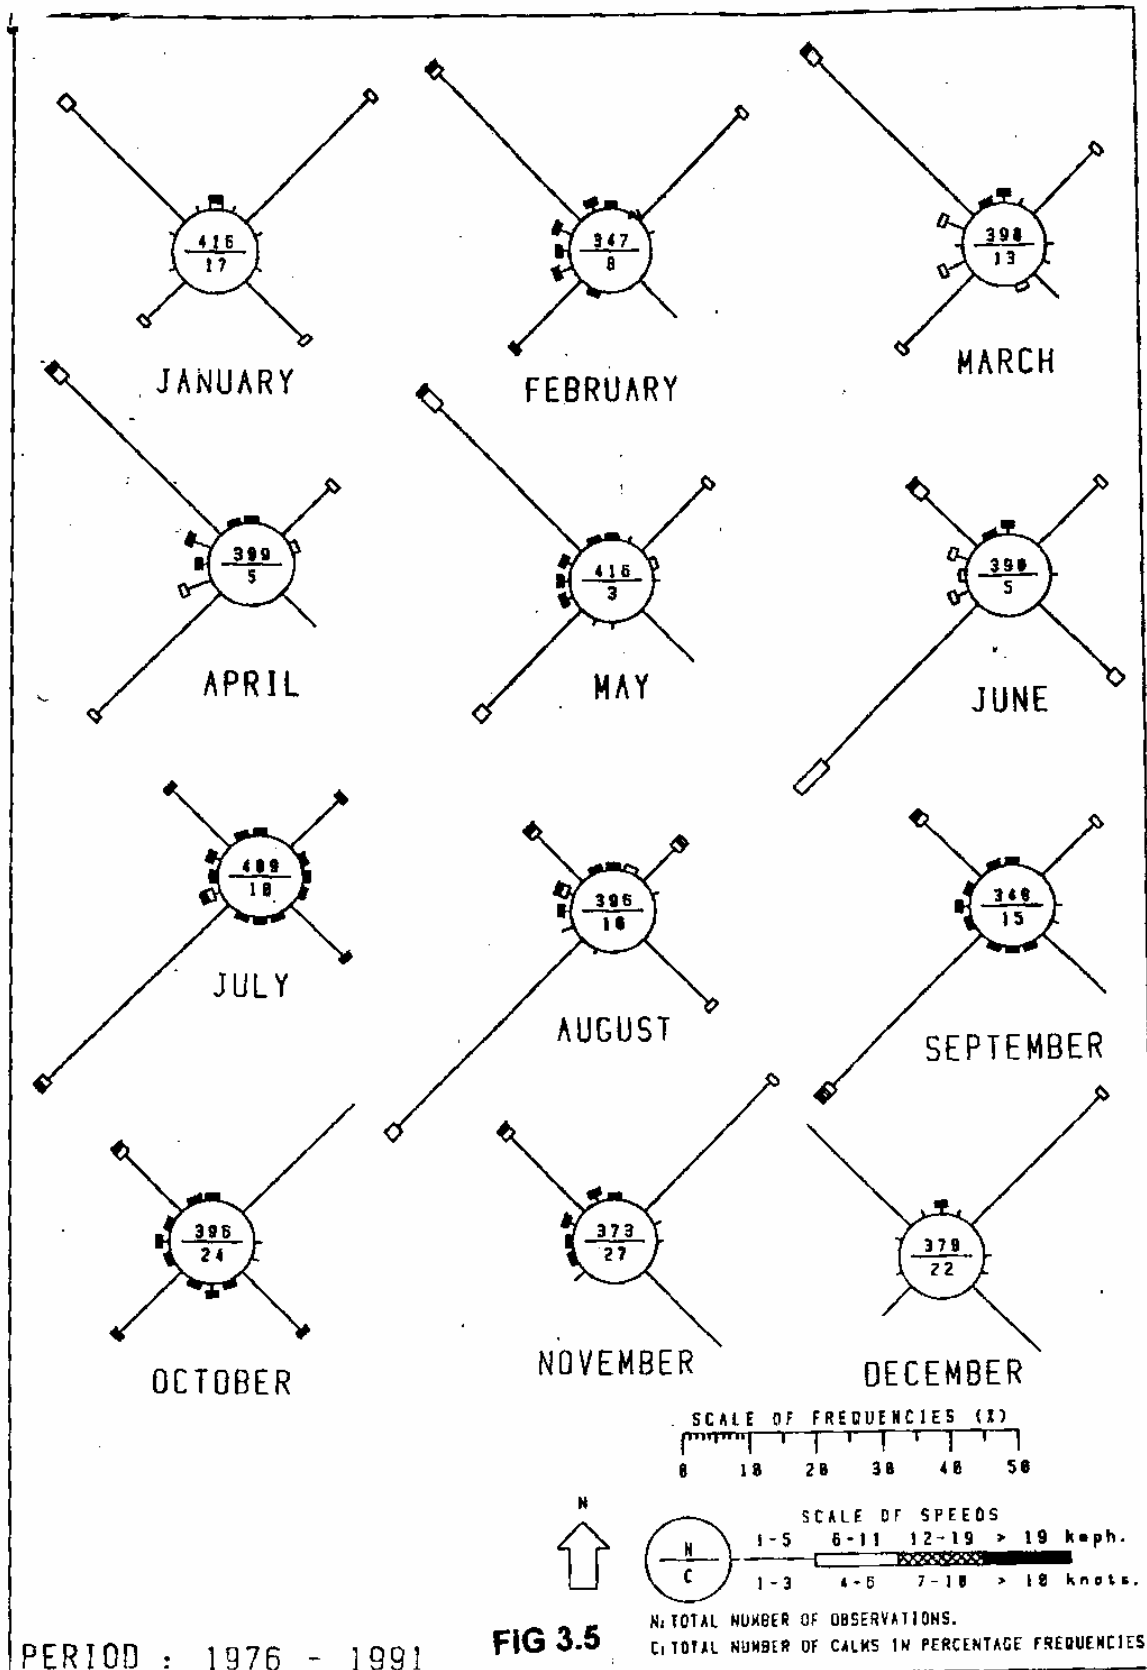 416
17
JANUARY
347
8
FEBRUARY
398
13
MARCH
399
5
APRIL
416
3
MAY
390
5
JUNE
409
10
JULY
396
16
AUGUST
348
15
SEPTEMBER
396
24
OCTOBER
373
27
NOVEMBER
379
22
DECEMBER
SCALE OF FREQUENCIES (%)
0 10 20 30 40 50
N
SCALE OF SPEEDS
1-5 6-11 12-19 > 19 kmph.
N
C
1-3 4-6 7-10 > 10 knots.
N: TOTAL NUMBER OF OBSERVATIONS.
C: TOTAL NUMBER OF CALMS IN PERCENTAGE FREQUENCIES
FIG 3.5
PERIOD : 1976 - 1991